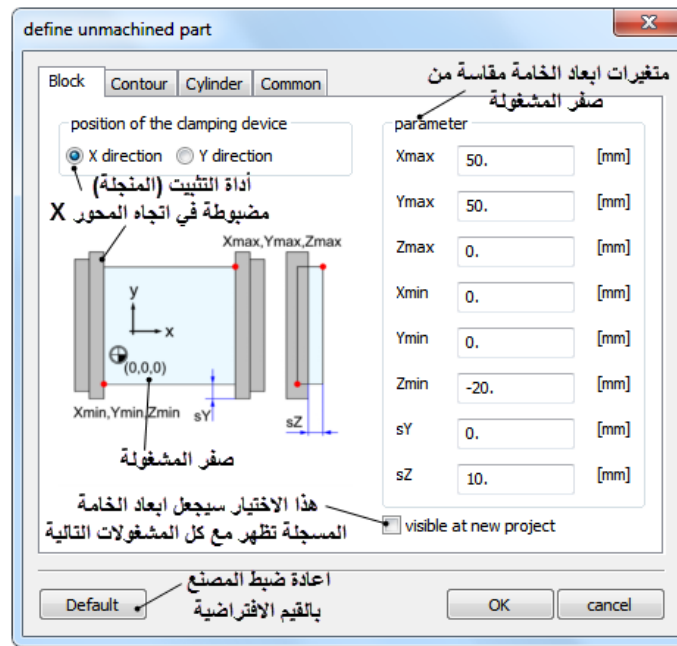 define unmachined part
Block
Contour
Cylinder
Common
متغيرات ابعاد الخامة مقاسة من
صفر المشغولة
position of the clamping device
X direction
Y direction
أداة التثبيت (المنجلة)
مضبوطة في اتجاه المحور X
Xmax,Ymax,Zmax
y
x
(0,0,0)
Xmin,Ymin,Zmin
sY
sZ
صفر المشغولة
parameter
Xmax 50. [mm]
Ymax 50. [mm]
Zmax 0. [mm]
Xmin 0. [mm]
Ymin 0. [mm]
Zmin -20. [mm]
sY 0. [mm]
sZ 10. [mm]
هذا الاختيار سيجعل ابعاد الخامة
المسجلة تظهر مع كل المشغولات التالية
visible at new project
اعادة ضبط المصنع
بالقيم الافتراضية
Default
OK
cancel